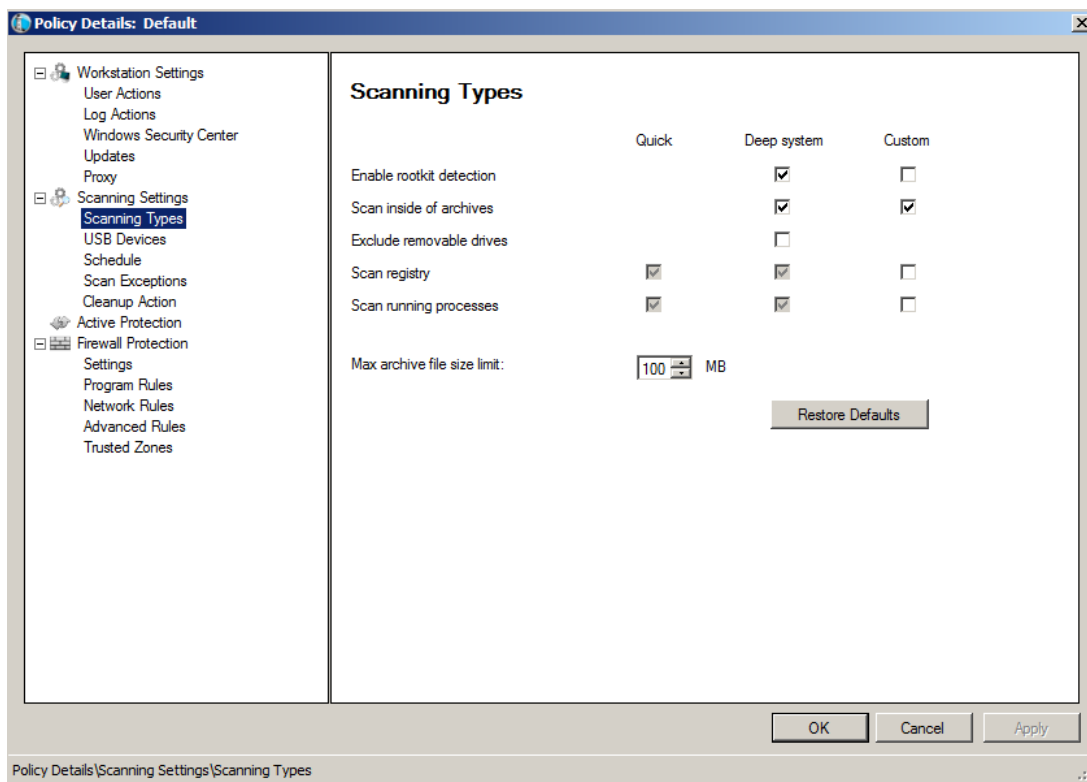 Policy Details: Default
Workstation Settings
User Actions
Log Actions
Windows Security Center
Updates
Proxy
Scanning Settings
Scanning Types
USB Devices
Schedule
Scan Exceptions
Cleanup Action
Active Protection
Firewall Protection
Settings
Program Rules
Network Rules
Advanced Rules
Trusted Zones
Scanning Types
Quick Deep system Custom
Enable rootkit detection
Scan inside of archives
Exclude removable drives
Scan registry
Scan running processes
Max archive file size limit: 100 MB
Restore Defaults
OK Cancel Apply
Policy Details\Scanning Settings\Scanning Types